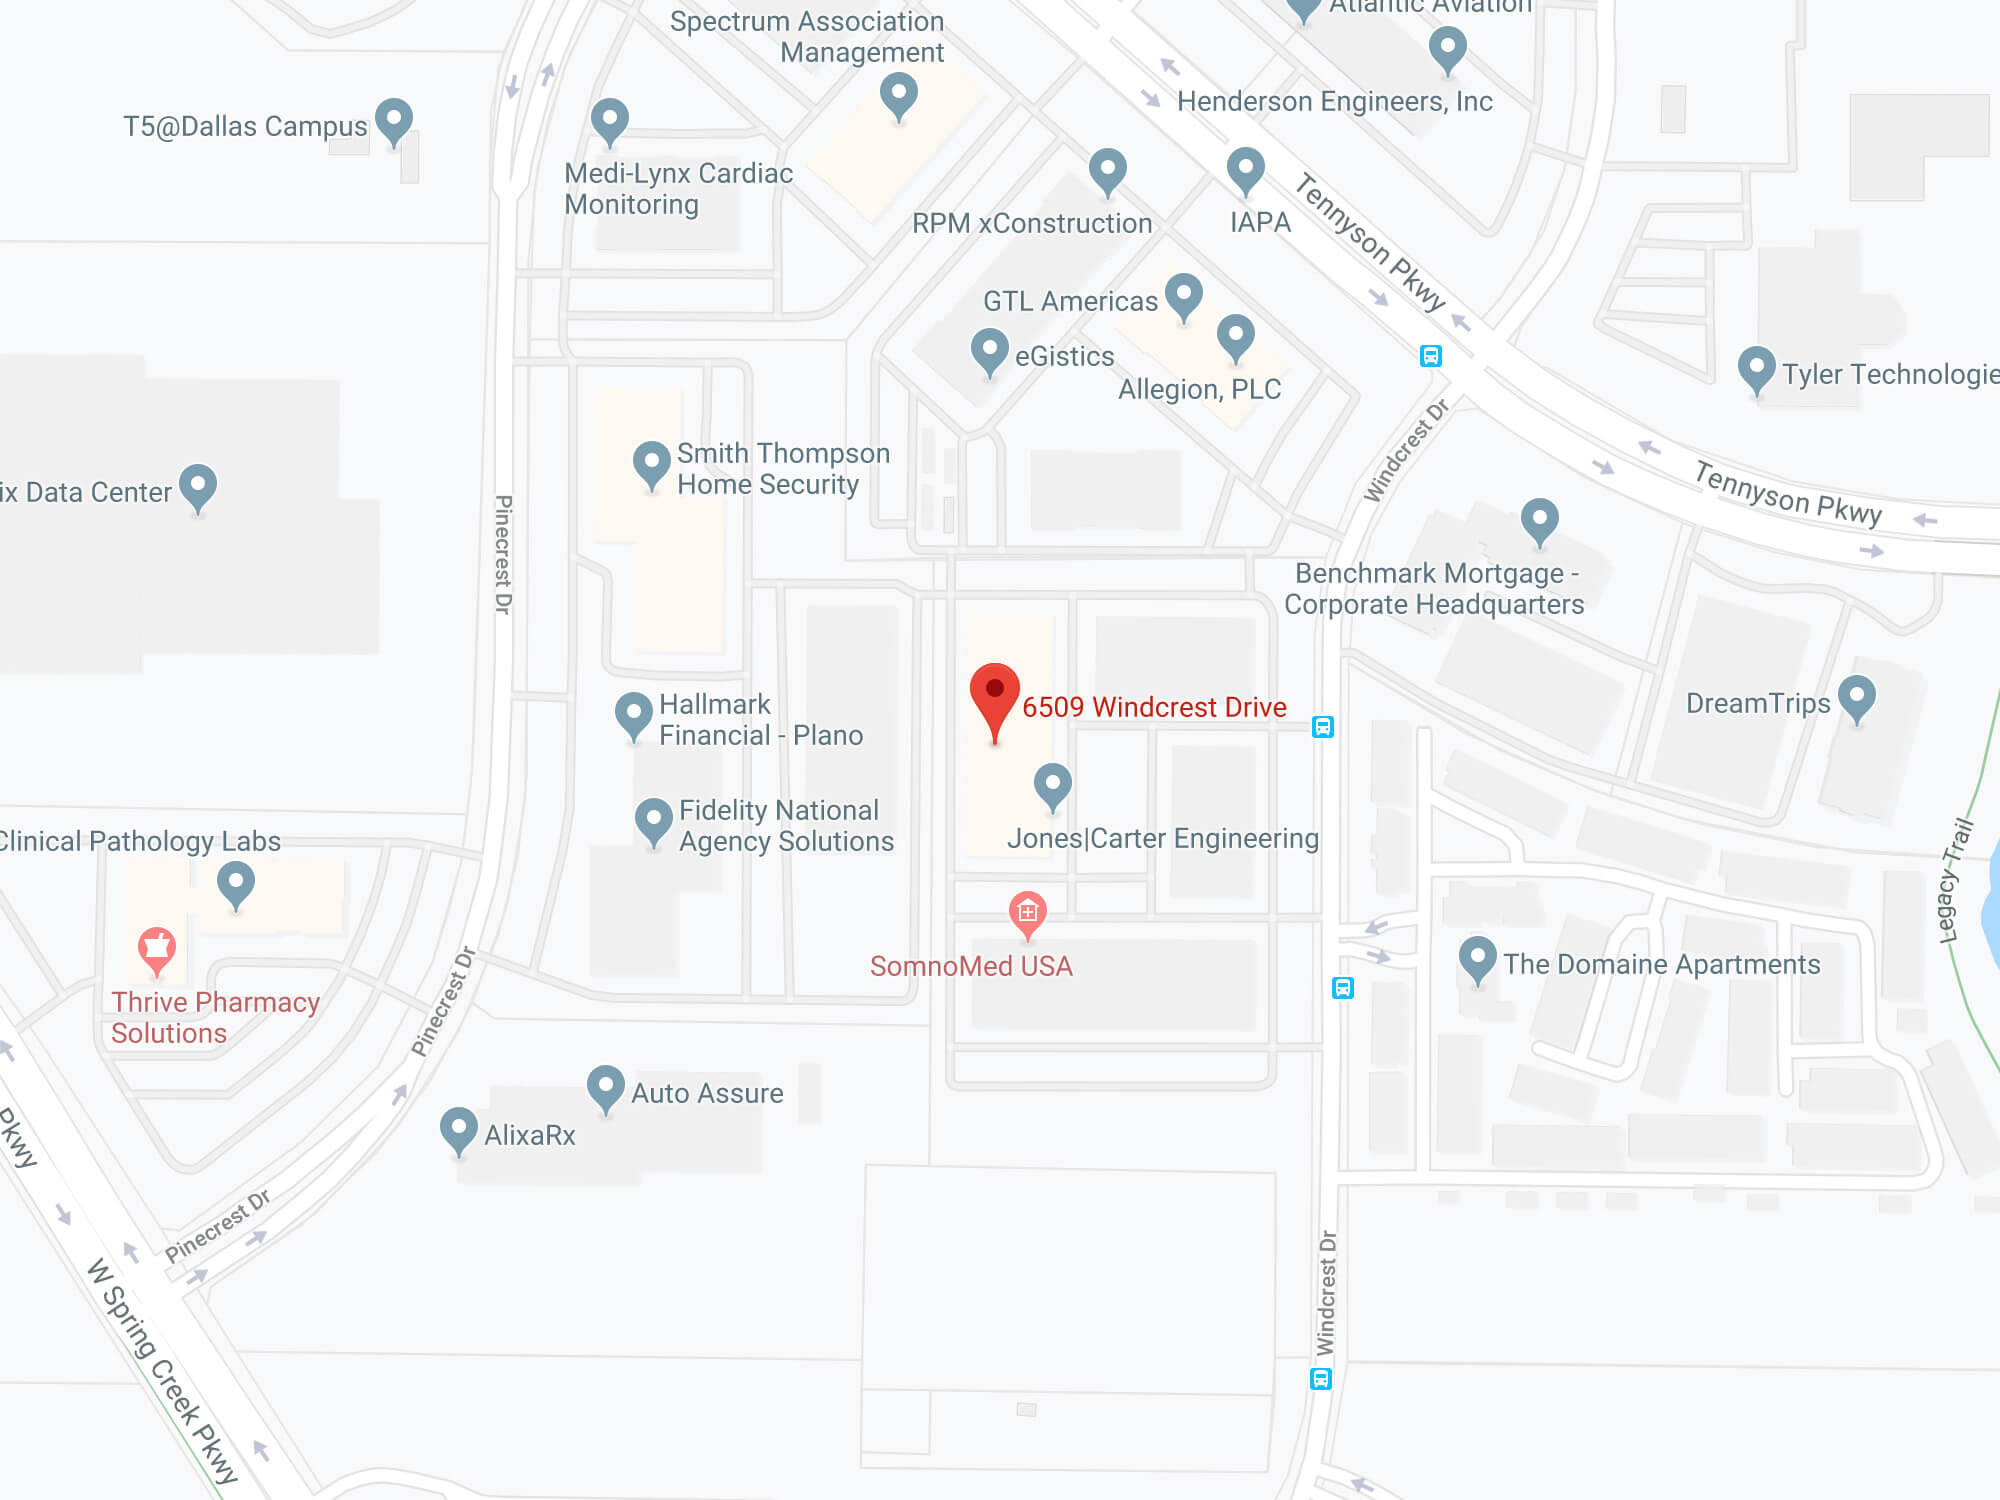 Spectrum Association
Management
Atlantic Aviation
Henderson Engineers, Inc
T5@Dallas Campus
Medi-Lynx Cardiac
Monitoring
RPM xConstruction
IAPA
Tennyson Pkwy
GTL Americas
eGistics
Allegion, PLC
Tyler Technologie
Windcrest Dr
Smith Thompson
Home Security
ix Data Center
Pinecrest Dr
Tennyson Pkwy
Benchmark Mortgage -
Corporate Headquarters
Hallmark
Financial - Plano
6509 Windcrest Drive
DreamTrips
Fidelity National
Agency Solutions
Jones|Carter Engineering
Clinical Pathology Labs
Legacy Trail
SomnoMed USA
The Domaine Apartments
Thrive Pharmacy
Solutions
Pinecrest Dr
Auto Assure
AlixaRx
Pkwy
Pinecrest Dr
W Spring Creek Pkwy
Windcrest Dr